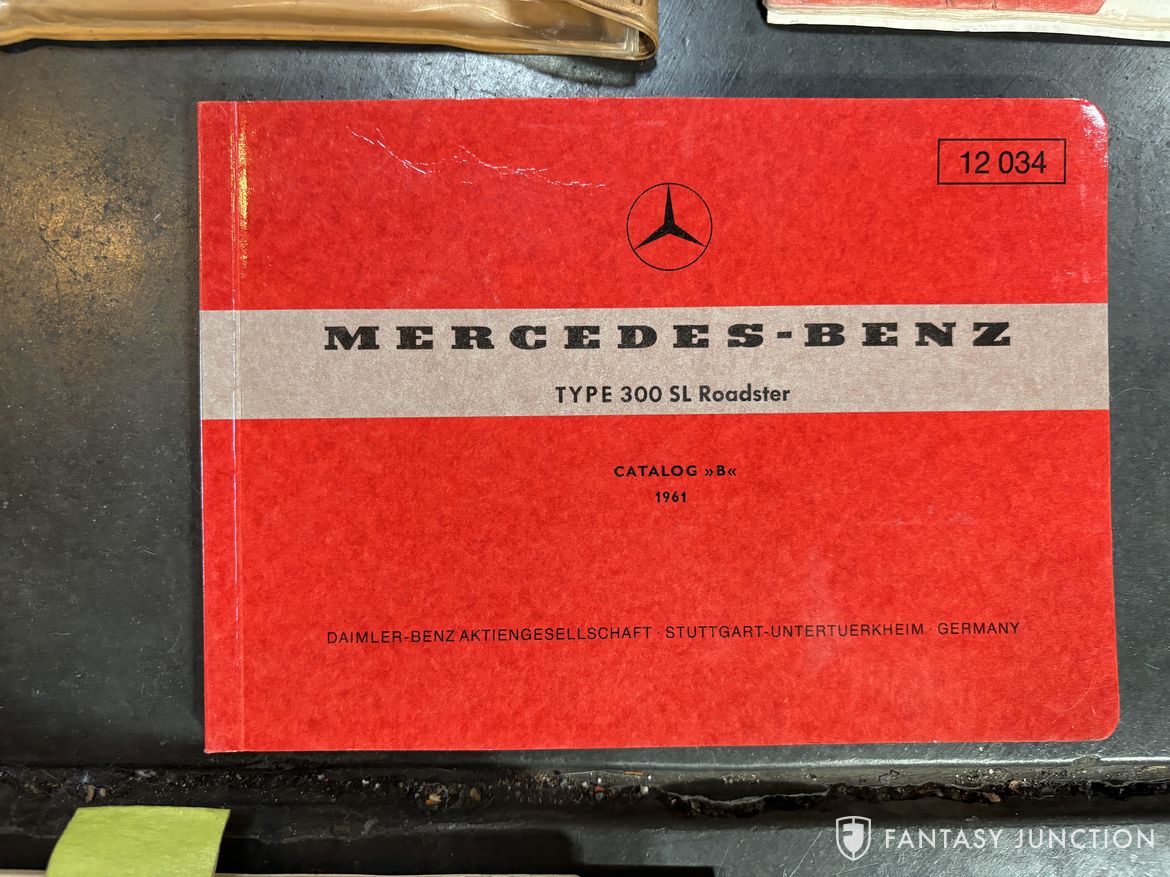 12 034
MERCEDES-BENZ
TYPE 300 SL Roadster
CATALOG »B«
1961
DAIMLER-BENZ AKTIENGESELLSCHAFT · STUTTGART-UNTERTUERKHEIM · GERMANY
FANTASY JUNCTION